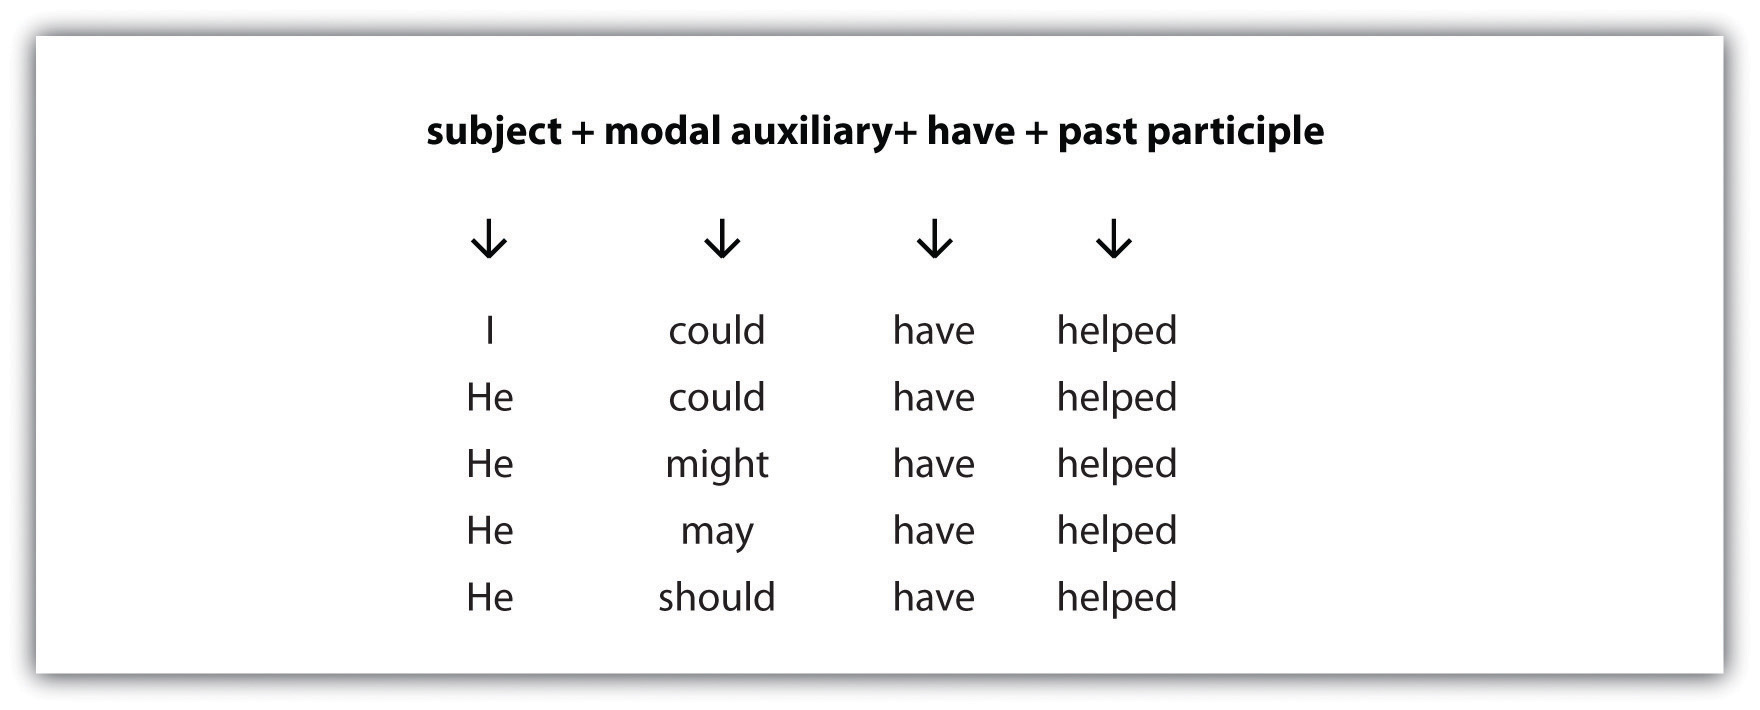 subject + modal auxiliary+ have + past participle
↓ ↓ ↓ ↓
I could have helped
He could have helped
He might have helped
He may have helped
He should have helped